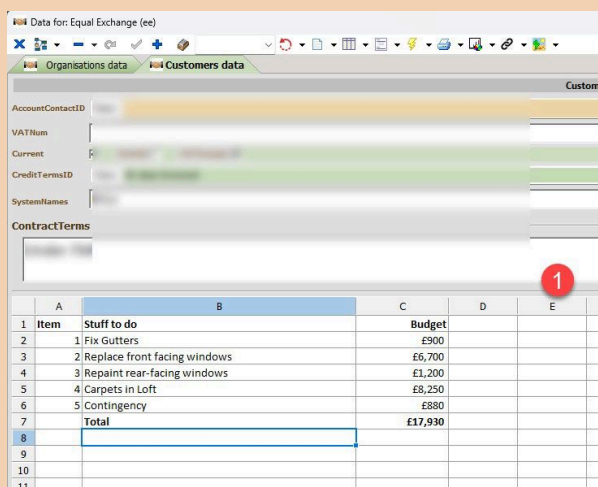 Data for: Equal Exchange (ee)
Organisations data Customers data
Custom
AccountContactID
VATNum
Current
CreditTermsID
SystemNames
ContractTerms
1
A B C D E
1 Item Stuff to do Budget
2 1 Fix Gutters £900
3 2 Replace front facing windows £6,700
4 3 Repaint rear-facing windows £1,200
5 4 Carpets in Loft £8,250
6 5 Contingency £880
7 Total £17,930
8
9
10
11